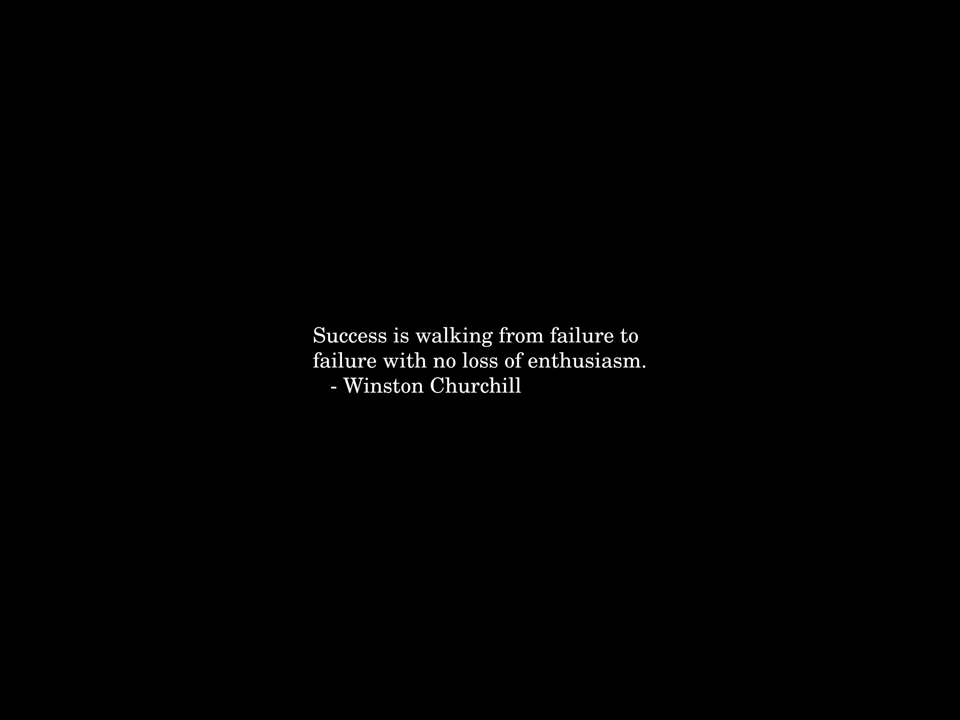 Success is walking from failure to
failure with no loss of enthusiasm.
- Winston Churchill